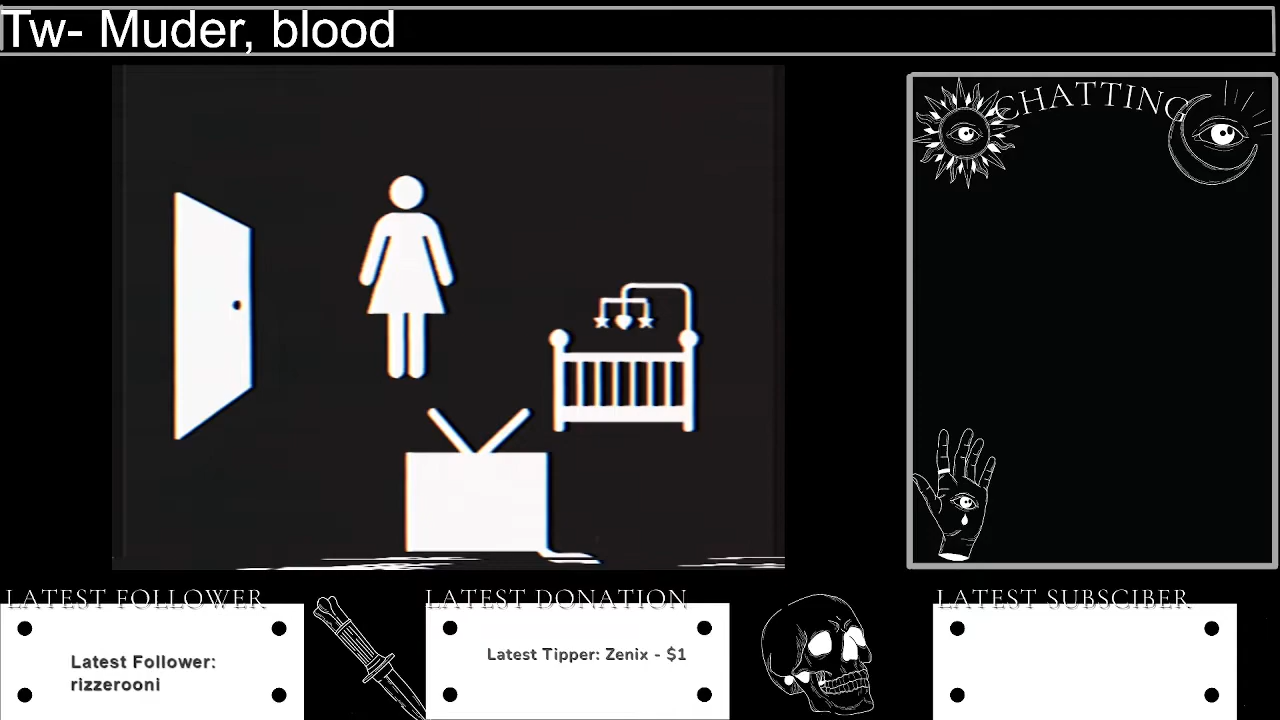 Tw- Muder, blood
CHATTING
LATEST FOLLOWER
LATEST DONATION
LATEST SUBSCIBER
Latest Follower:
rizzerooni
Latest Tipper: Zenix - $1